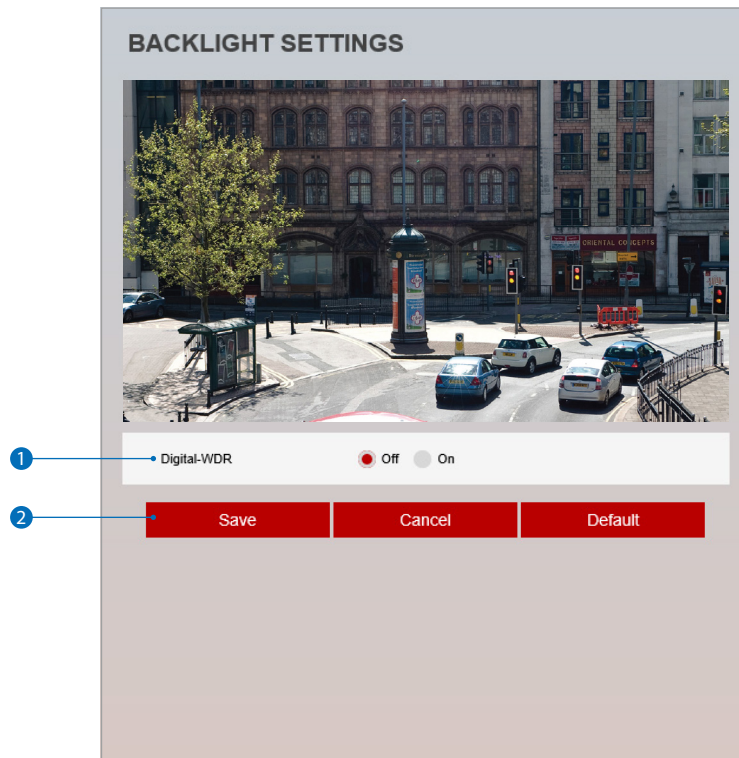 BACKLIGHT SETTINGS
ORIENTAL CONCEPTS
1
Digital-WDR Off On
2
Save Cancel Default